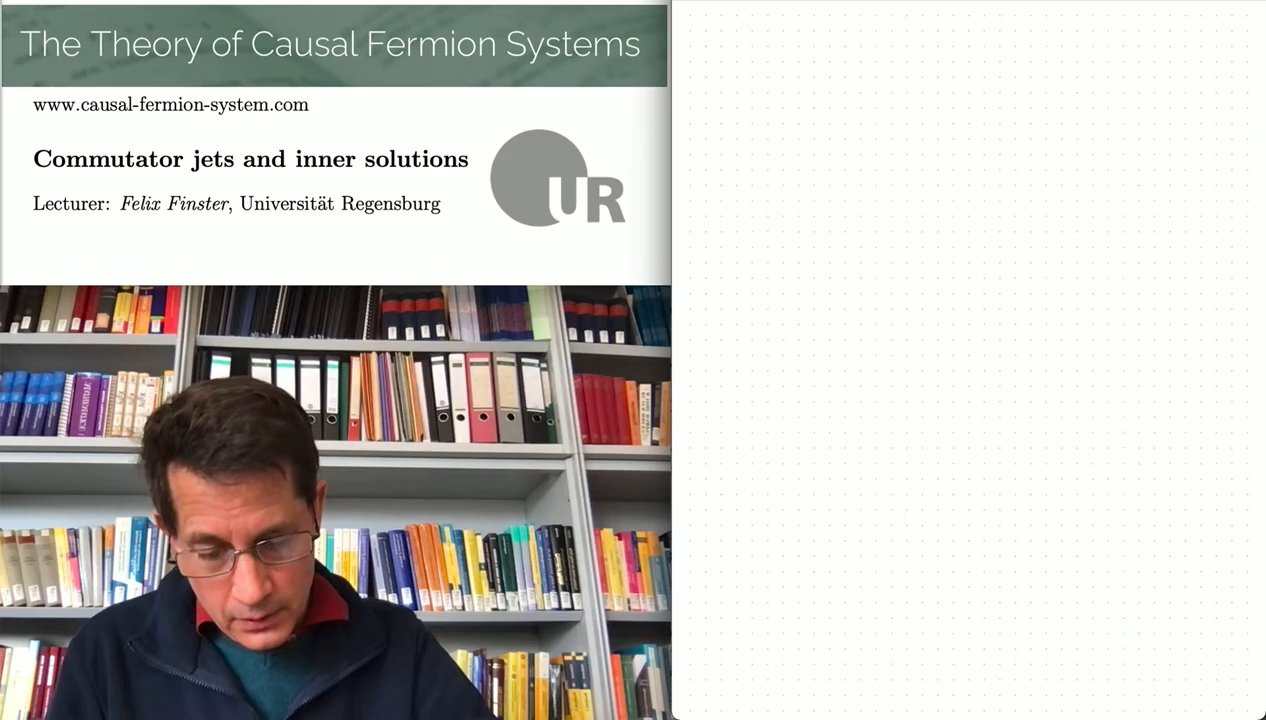 The Theory of Causal Fermion Systems
www.causal-fermion-system.com
Commutator jets and inner solutions
Lecturer: Felix Finster, Universität Regensburg
UR